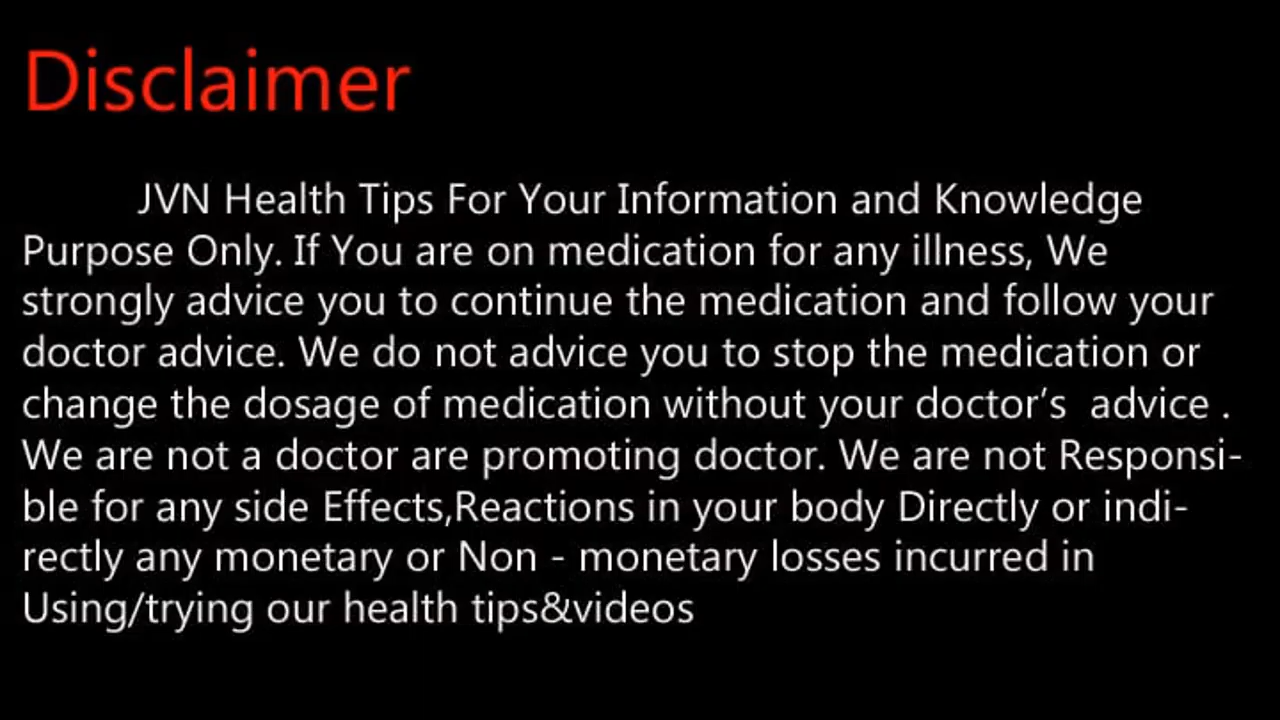 Disclaimer
JVN Health Tips For Your Information and Knowledge
Purpose Only. If You are on medication for any illness, We
strongly advice you to continue the medication and follow your
doctor advice. We do not advice you to stop the medication or
change the dosage of medication without your doctor's  advice .
We are not a doctor are promoting doctor. We are not Responsi-
ble for any side Effects,Reactions in your body Directly or indi-
rectly any monetary or Non - monetary losses incurred in
Using/trying our health tips&videos